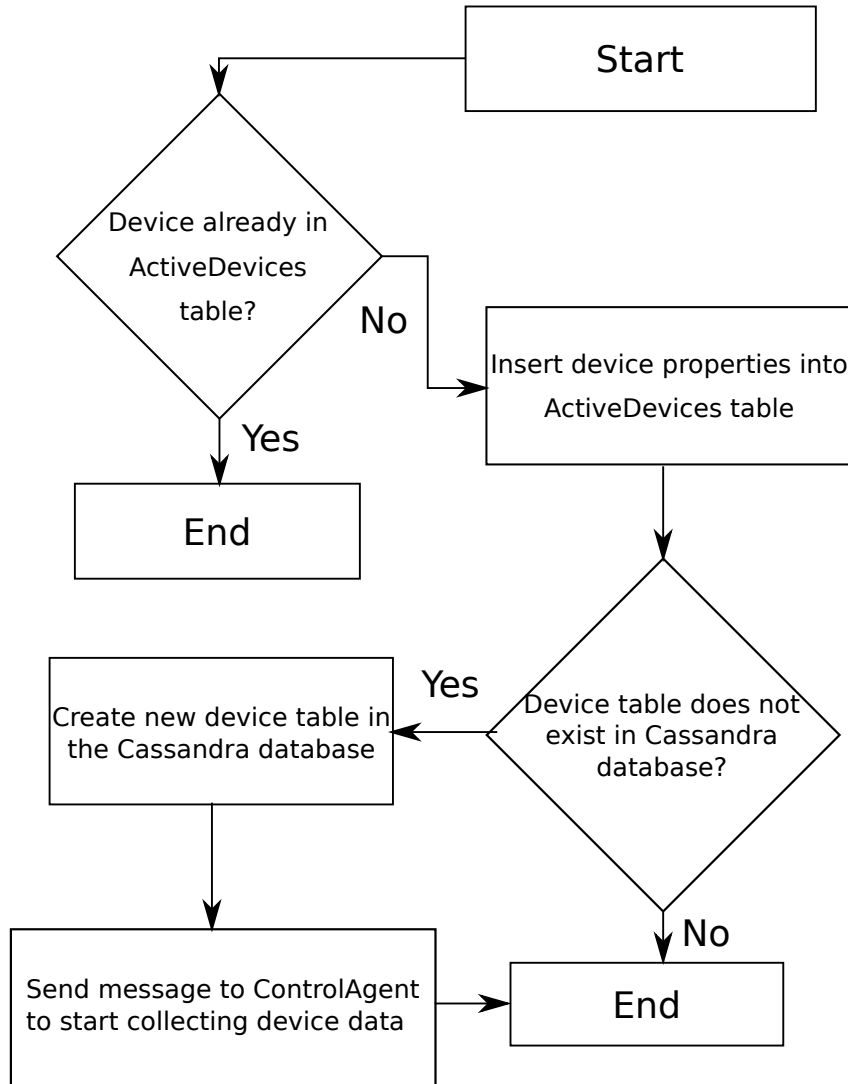 Start
Device already in
ActiveDevices
table?
No
Insert device properties into
ActiveDevices table
Yes
End
Yes
Device table does not
exist in Cassandra
database?
Create new device table in
the Cassandra database
No
Send message to ControlAgent
to start collecting device data
End